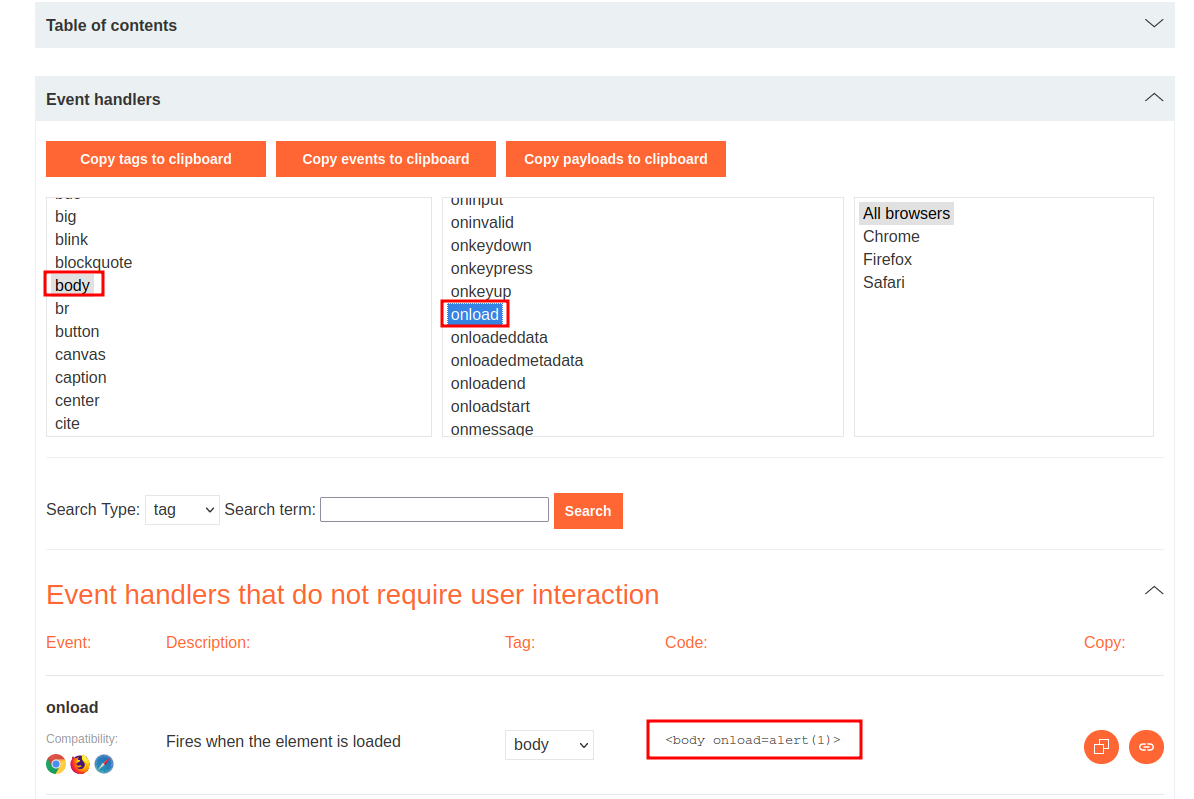 Table of contents
Event handlers
Copy tags to clipboard
Copy events to clipboard
Copy payloads to clipboard
big
blink
blockquote
body
br
button
canvas
caption
center
cite
oninput
oninvalid
onkeydown
onkeypress
onkeyup
onload
onloadeddata
onloadedmetadata
onloadend
onloadstart
onmessage
All browsers
Chrome
Firefox
Safari
Search Type: tag Search term: Search
Event handlers that do not require user interaction
Event: Description: Tag: Code: Copy:
onload
Compatibility:
Fires when the element is loaded body <body onload=alert(1)>